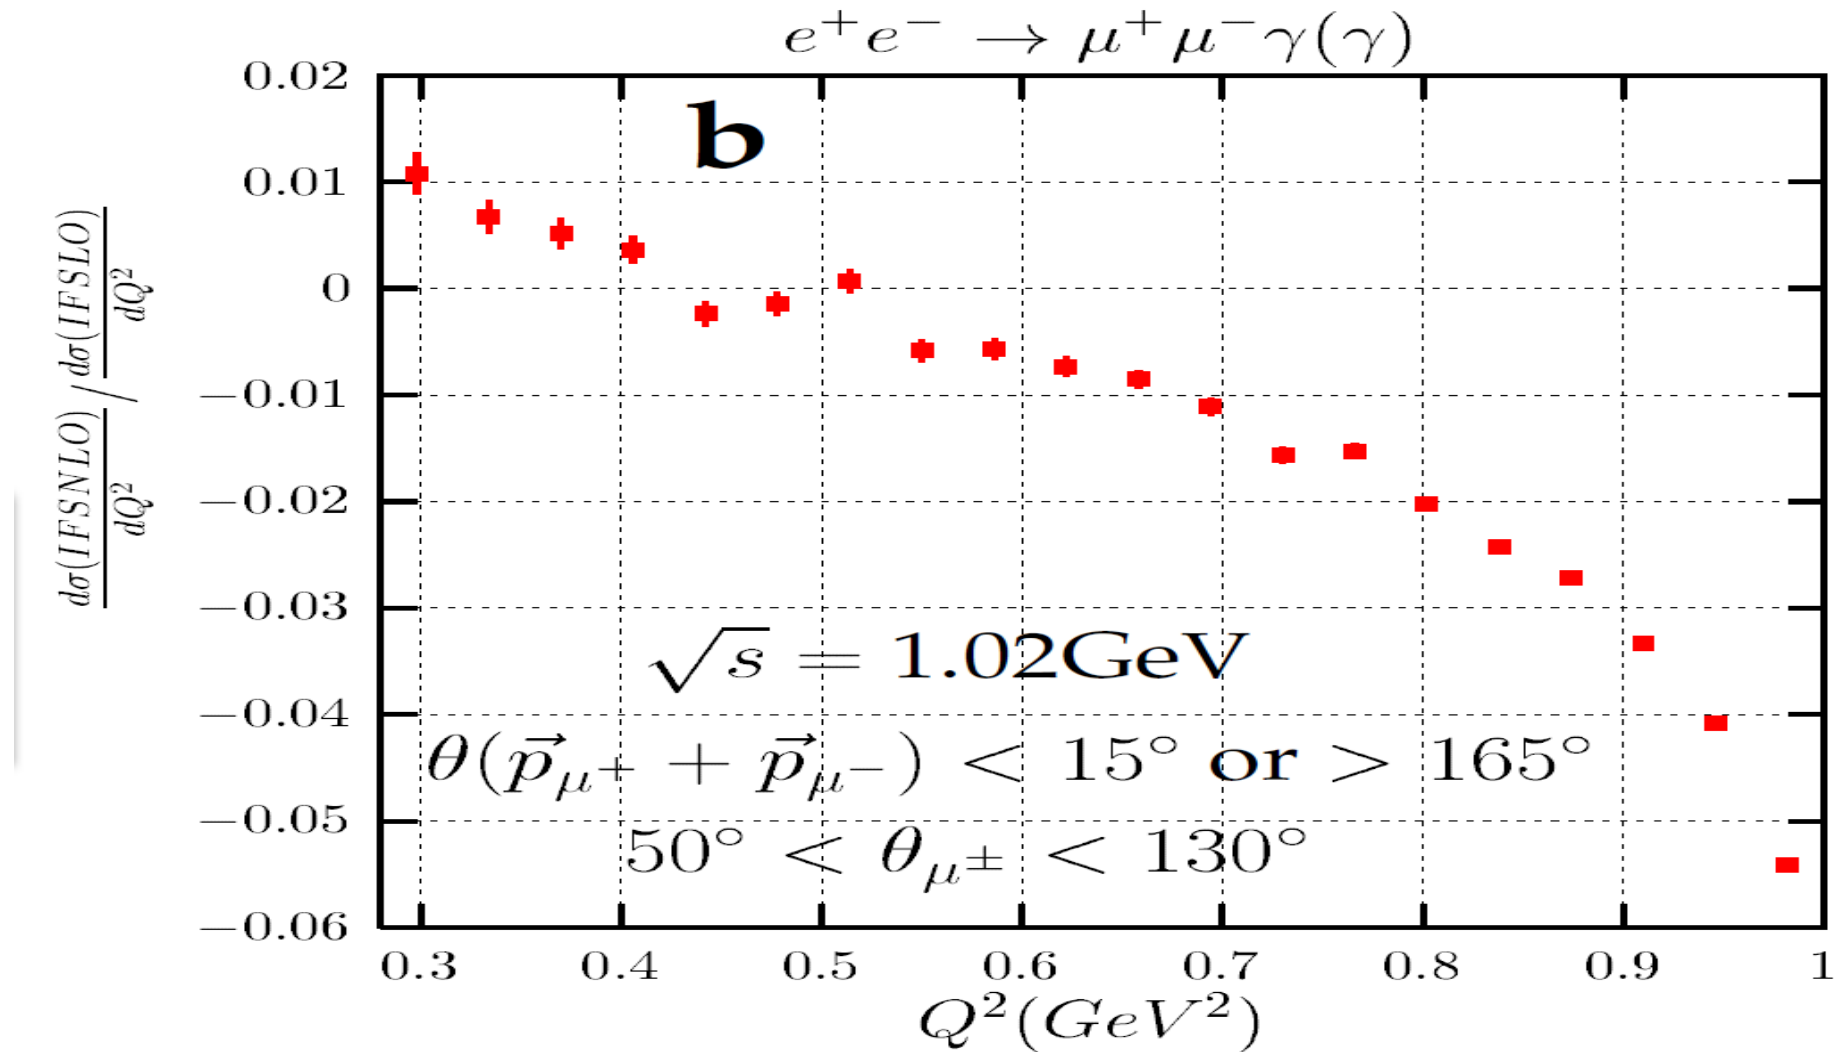 e⁺e⁻ → μ⁺μ⁻γ(γ)
0.02
0.01
0
−0.01
−0.02
−0.03
−0.04
−0.05
−0.06
dσ(IFSNLO)/dQ² / dσ(IFSLO)/dQ²
b
√s = 1.02GeV
θ(p⃗μ⁺ + p⃗μ⁻) < 15° or > 165°
50° < θμ± < 130°
0.3 0.4 0.5 0.6 0.7 0.8 0.9 1
Q²(GeV²)